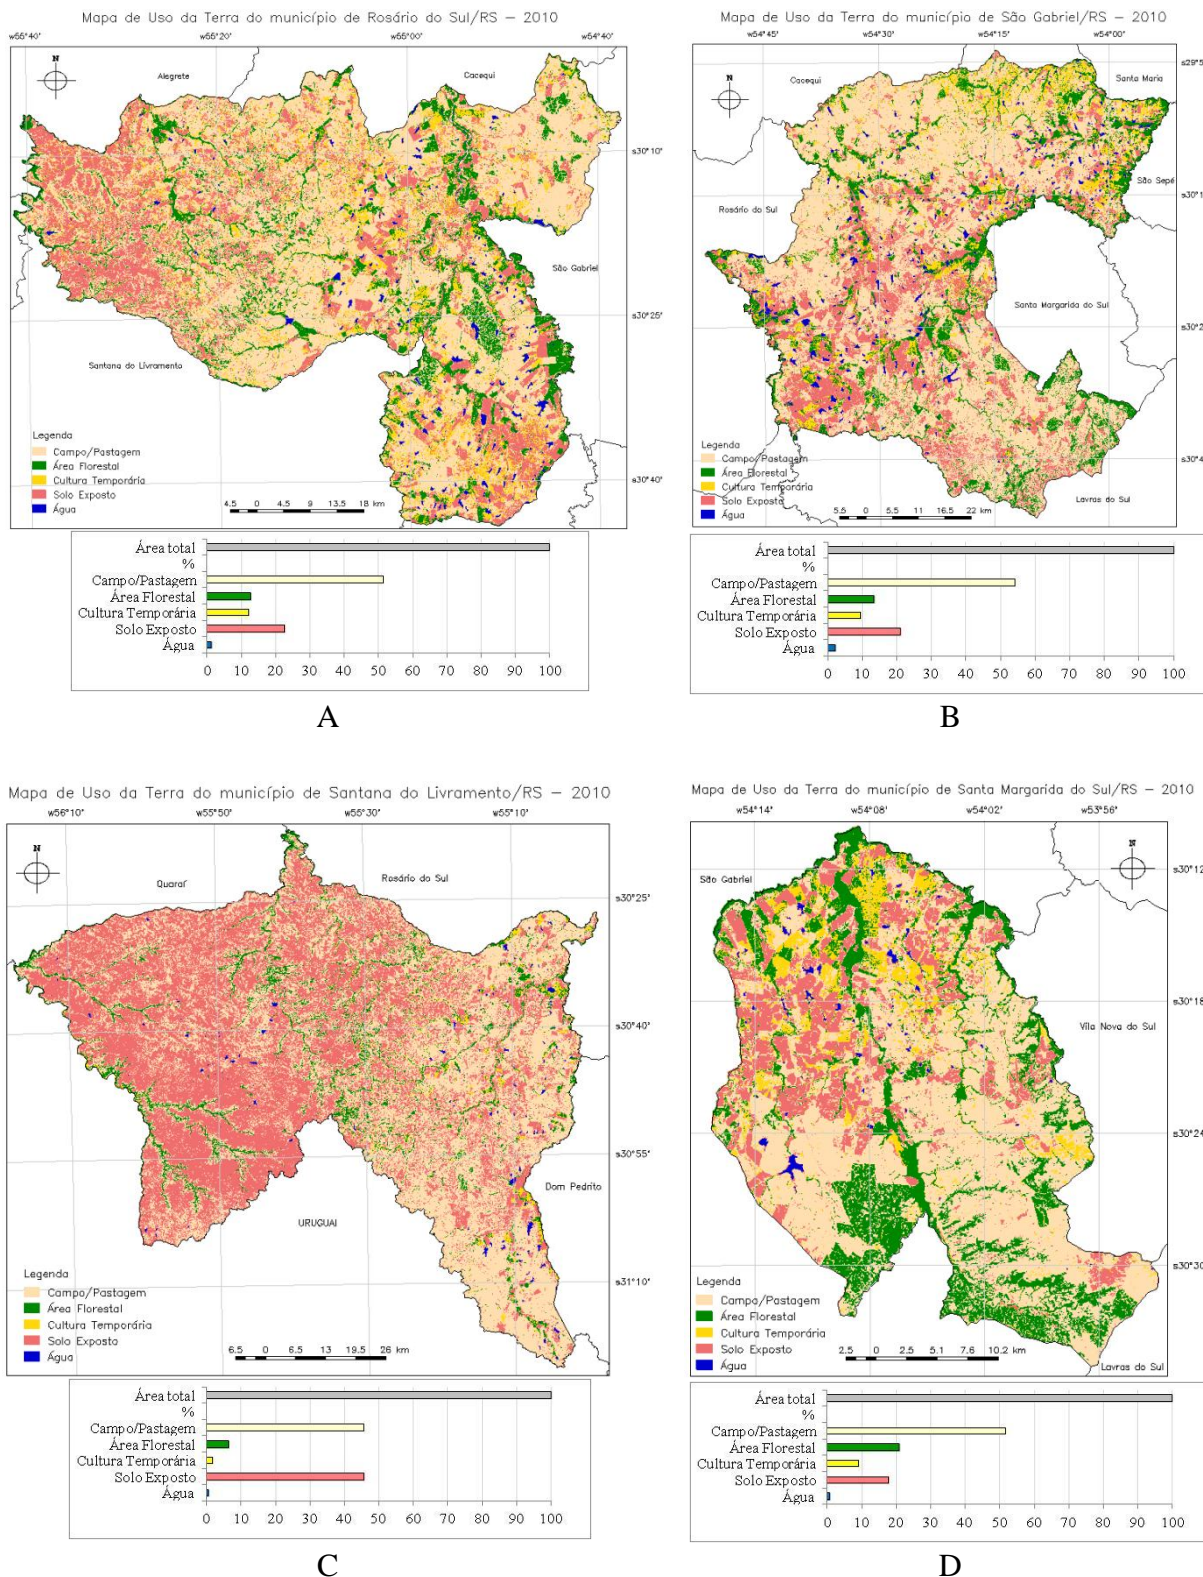 Mapa de Uso da Terra do município de Rosário do Sul/RS – 2010
w55°40' w55°20' w55°00' w54°40'
N
Alegrete
Cacequi
s30°10'
São Gabriel
s30°25'
Santana do Livramento
Legenda
Campo/Pastagem
Área Florestal
Cultura Temporária
Solo Exposto
Água
s30°40'
4.5 0 4.5 9 13.5 18 km
Área total
%
Campo/Pastagem
Área Florestal
Cultura Temporária
Solo Exposto
Água
0 10 20 30 40 50 60 70 80 90 100
A
Mapa de Uso da Terra do município de São Gabriel/RS – 2010
w54°45' w54°30' w54°15' w54°00'
s29°5
N
Cacequi
Santa Maria
São Sepé
s30°1
Rosário do Sul
Santa Margarida do Sul
s30°2
Legenda
Campo/Pastagem
Área Florestal
Cultura Temporária
Solo Exposto
Água
s30°4
Lavras do Sul
5.5 0 5.5 11 16.5 22 km
Área total
%
Campo/Pastagem
Área Florestal
Cultura Temporária
Solo Exposto
Água
0 10 20 30 40 50 60 70 80 90 100
B
Mapa de Uso da Terra do município de Santana do Livramento/RS – 2010
w56°10' w55°50' w55°30' w55°10'
N
Quaraí
Rosário do Sul
s30°25'
s30°40'
s30°55'
Dom Pedrito
URUGUAI
s31°10'
Legenda
Campo/Pastagem
Área Florestal
Cultura Temporária
Solo Exposto
Água
6.5 0 6.5 13 19.5 26 km
Área total
%
Campo/Pastagem
Área Florestal
Cultura Temporária
Solo Exposto
Água
0 10 20 30 40 50 60 70 80 90 100
C
Mapa de Uso da Terra do município de Santa Margarida do Sul/RS – 2010
w54°14' w54°08' w54°02' w53°56'
N
São Gabriel
s30°12
s30°18
Vila Nova do Sul
s30°24
s30°30
Legenda
Campo/Pastagem
Área Florestal
Cultura Temporária
Solo Exposto
Água
2.5 0 2.5 5.1 7.6 10.2 km
Lavras do Sul
Área total
%
Campo/Pastagem
Área Florestal
Cultura Temporária
Solo Exposto
Água
0 10 20 30 40 50 60 70 80 90 100
D